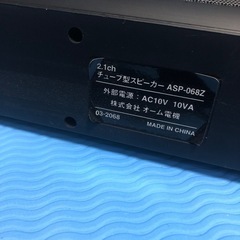 2.1ch
チューブ型スピーカー ASP-068Z
外部電源：AC10V 10VA
株式会社 オーム電機
03-2068
MADE IN CHINA